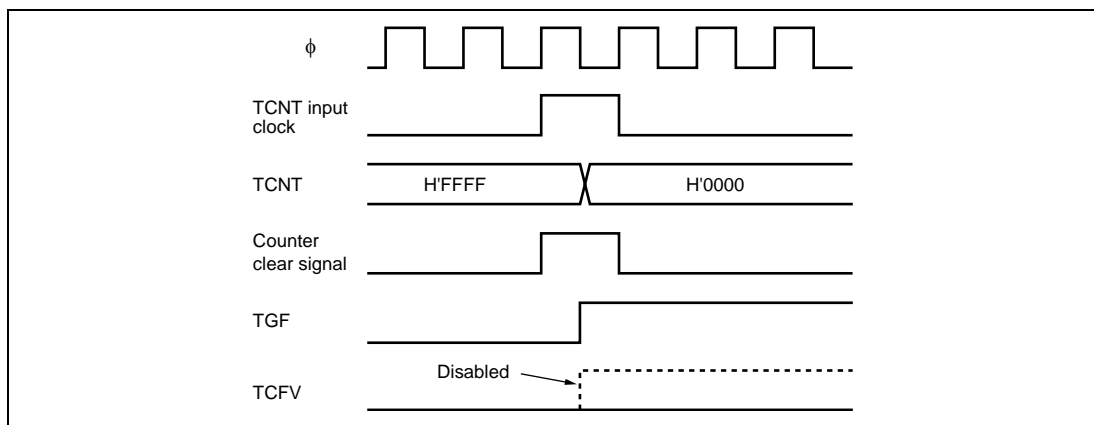 ϕ
TCNT input
clock
TCNT
H'FFFF
H'0000
Counter
clear signal
TGF
Disabled
TCFV